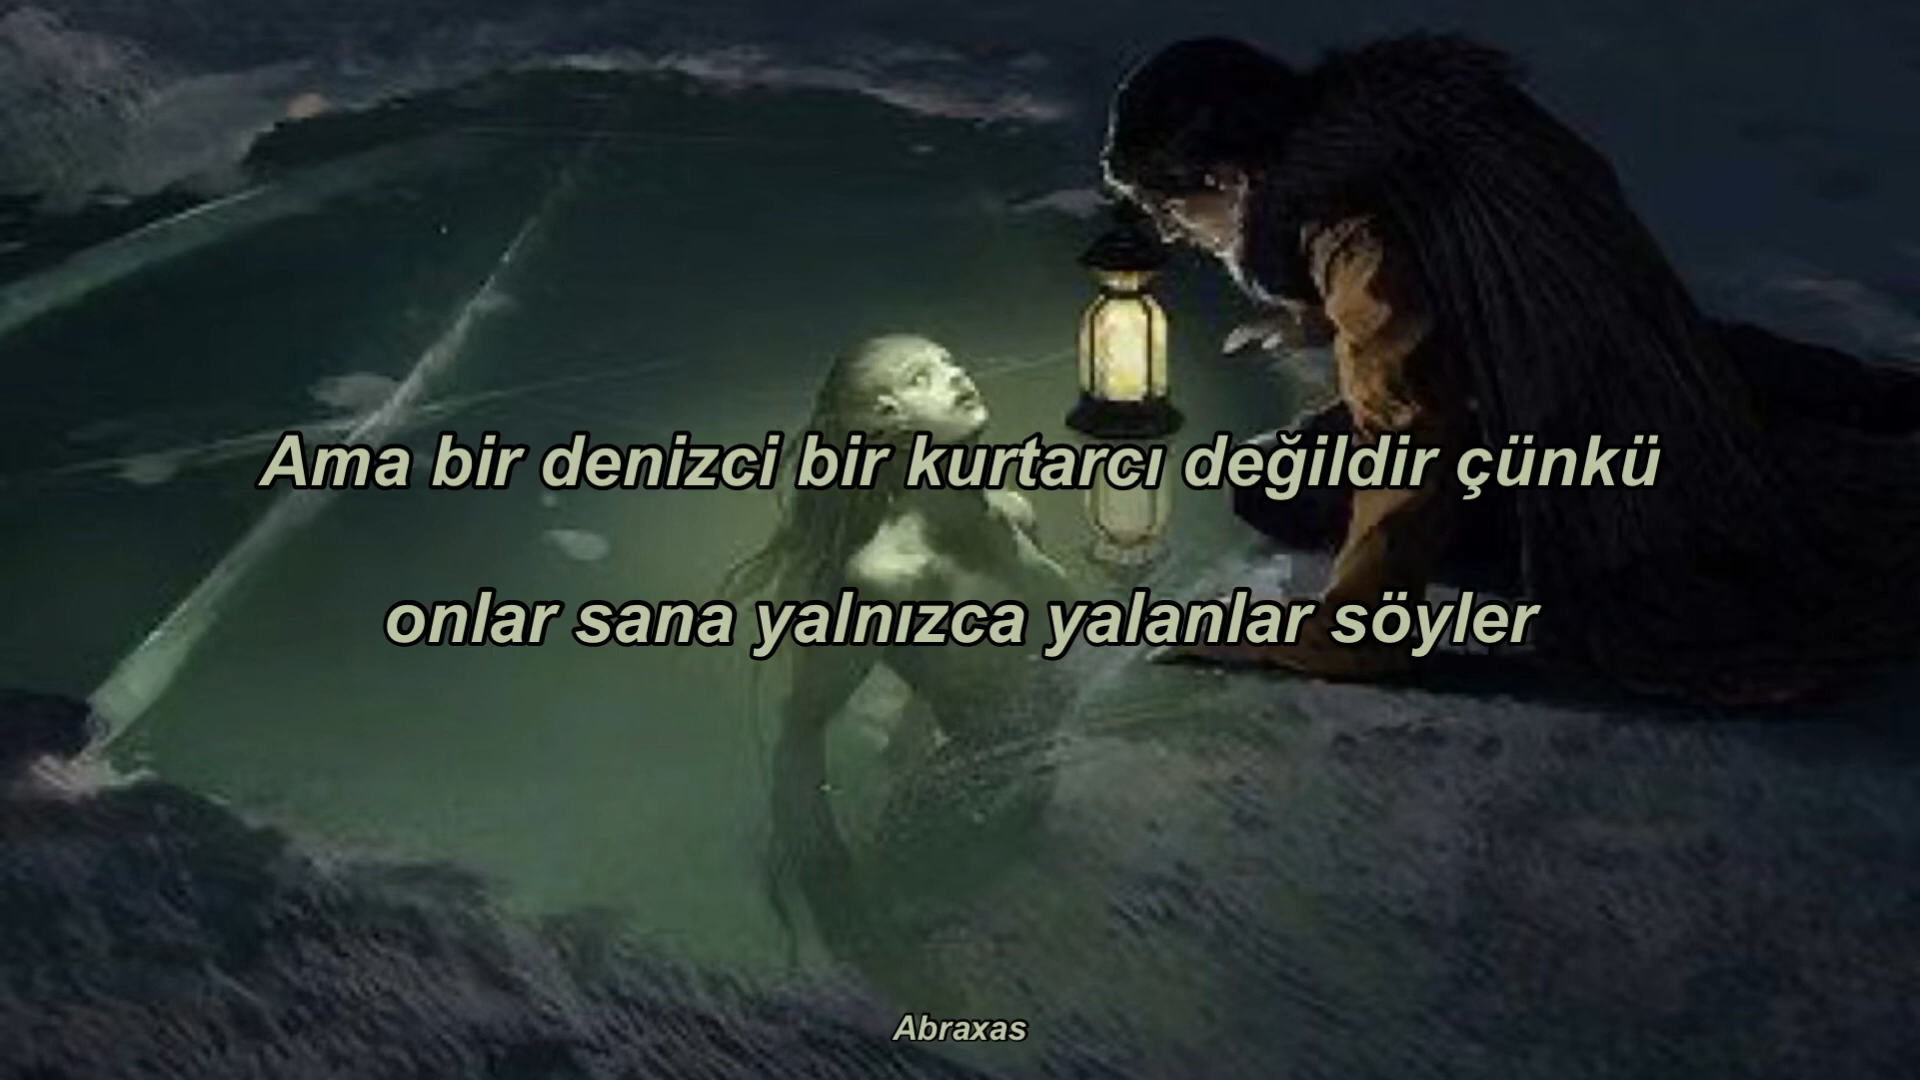 Ama bir denizci bir kurtarcı değildir çünkü
onlar sana yalnızca yalanlar söyler
Abraxas